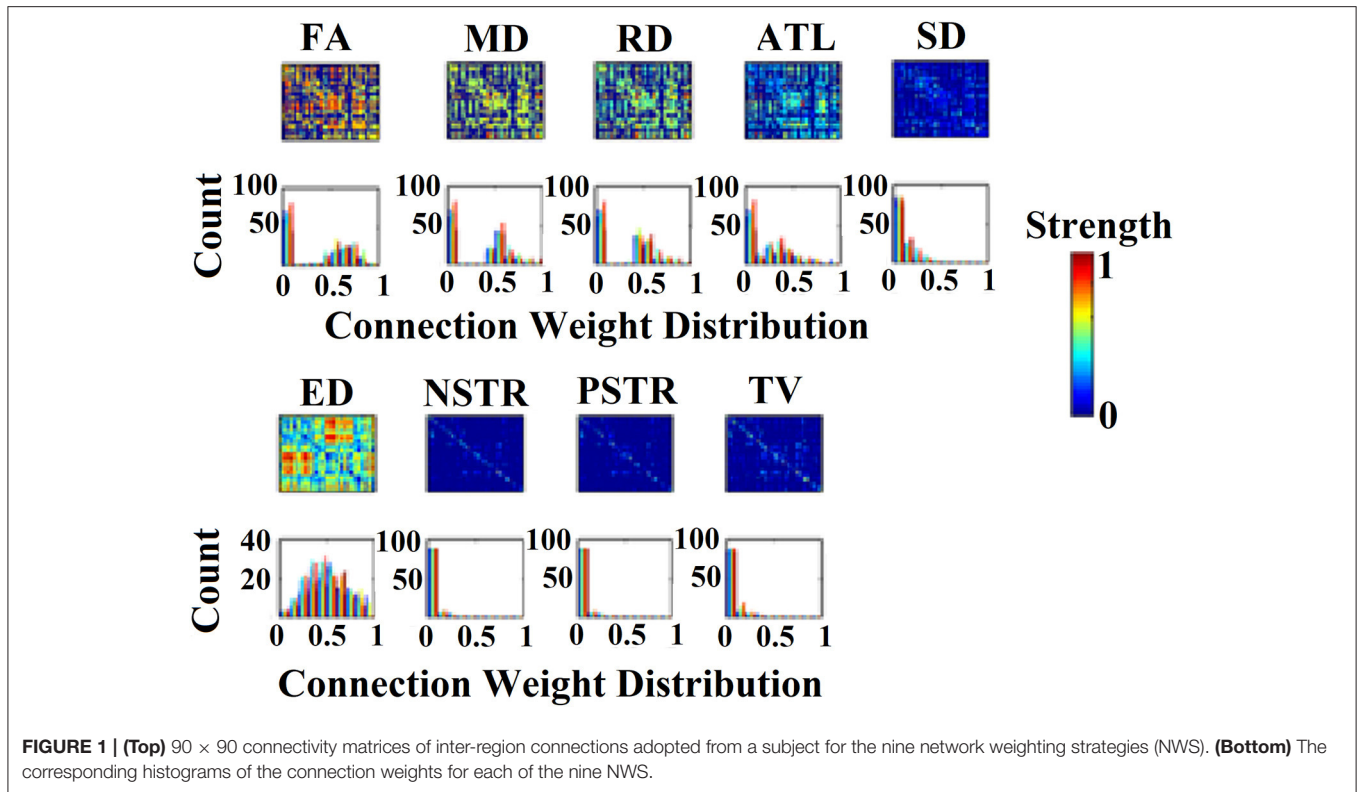 FA MD RD ATL SD
Count
100 100 100 100 100
50 50 50 50 50
0 0.5 1 0 0.5 1 0 0.5 1 0 0.5 1 0 0.5 1
Connection Weight Distribution
Strength
1
0
ED NSTR PSTR TV
Count
40 100 100 100
20 50 50 50
0 0.5 1 0 0.5 1 0 0.5 1 0 0.5 1
Connection Weight Distribution
FIGURE 1 | (Top) 90 × 90 connectivity matrices of inter-region connections adopted from a subject for the nine network weighting strategies (NWS). (Bottom) The
corresponding histograms of the connection weights for each of the nine NWS.